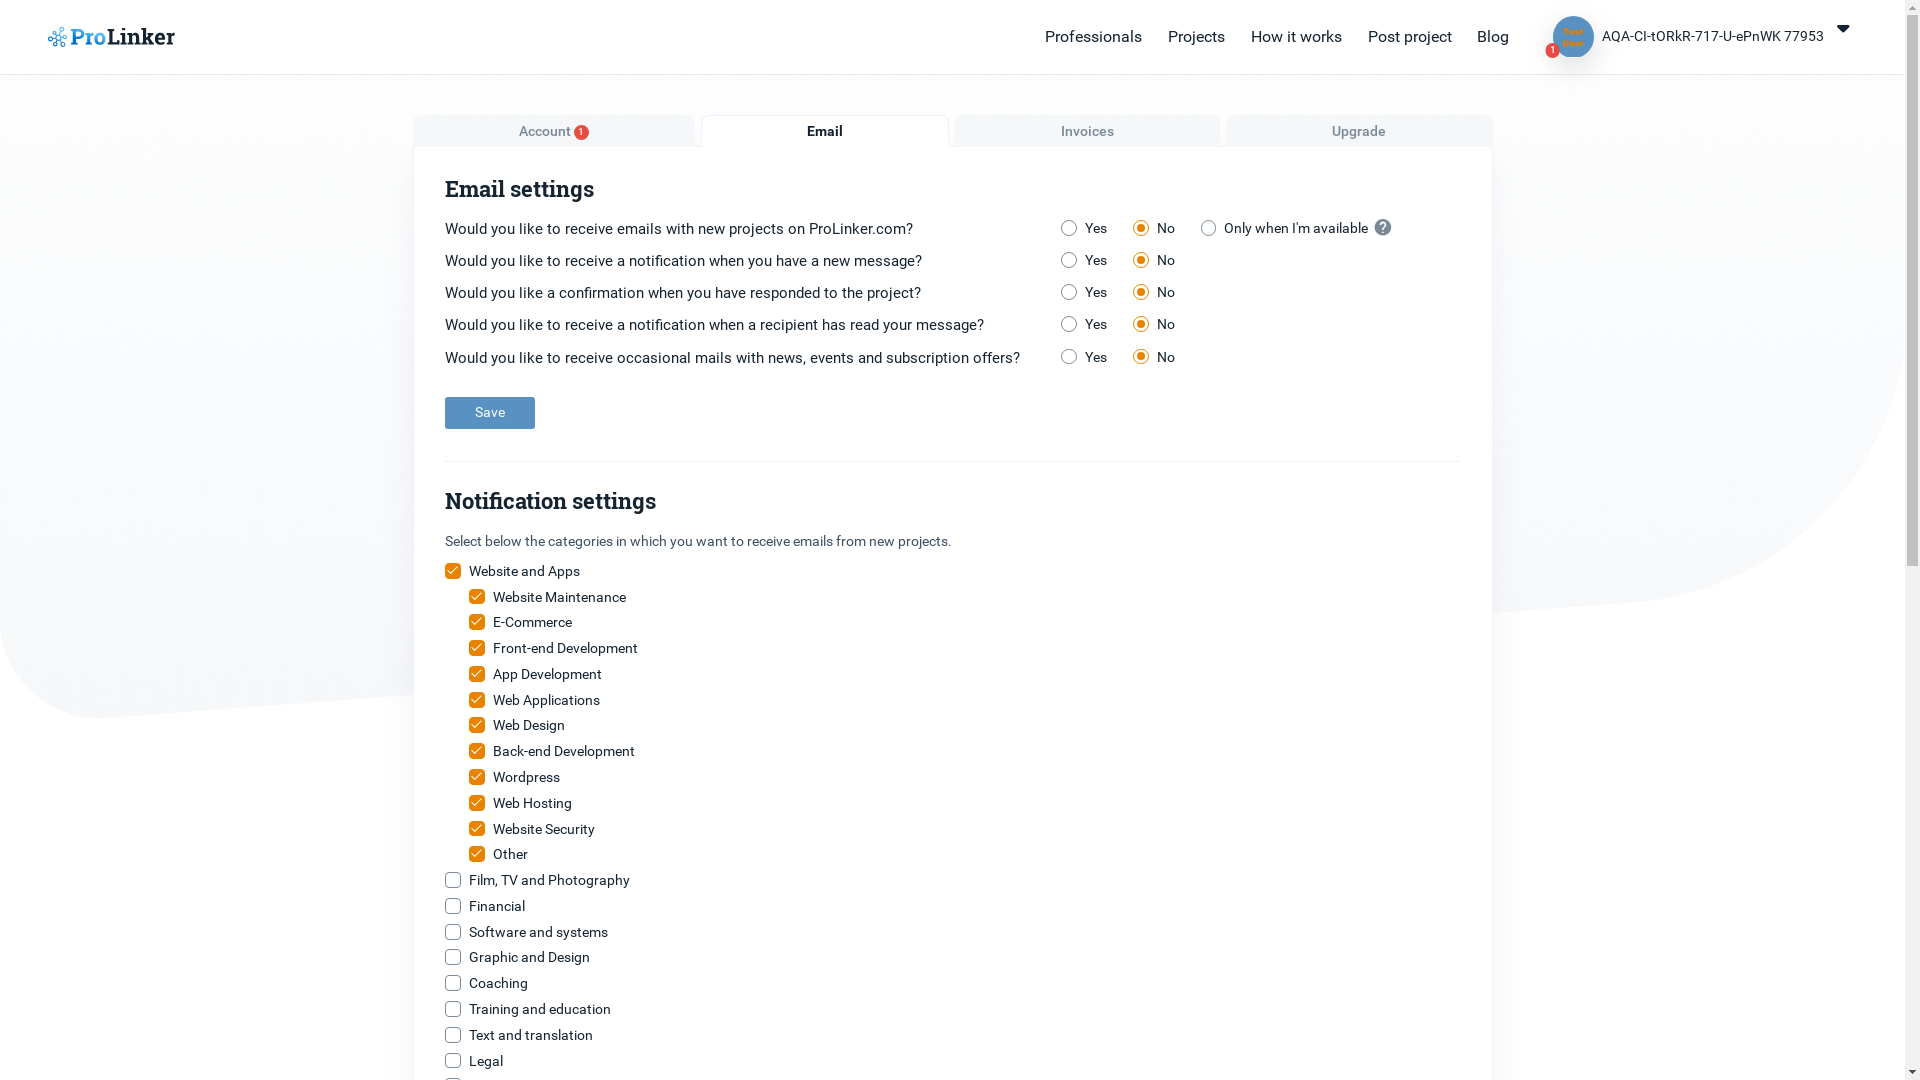 ProLinker
Professionals Projects How it works Post project Blog 1 AQA-CI-tORkR-717-U-ePnWK 77953
Account 1 Email Invoices Upgrade
Email settings
Would you like to receive emails with new projects on ProLinker.com? Yes No Only when I'm available ?
Would you like to receive a notification when you have a new message? Yes No
Would you like a confirmation when you have responded to the project? Yes No
Would you like to receive a notification when a recipient has read your message? Yes No
Would you like to receive occasional mails with news, events and subscription offers? Yes No
Save
Notification settings
Select below the categories in which you want to receive emails from new projects.
Website and Apps
Website Maintenance
E-Commerce
Front-end Development
App Development
Web Applications
Web Design
Back-end Development
Wordpress
Web Hosting
Website Security
Other
Film, TV and Photography
Financial
Software and systems
Graphic and Design
Coaching
Training and education
Text and translation
Legal